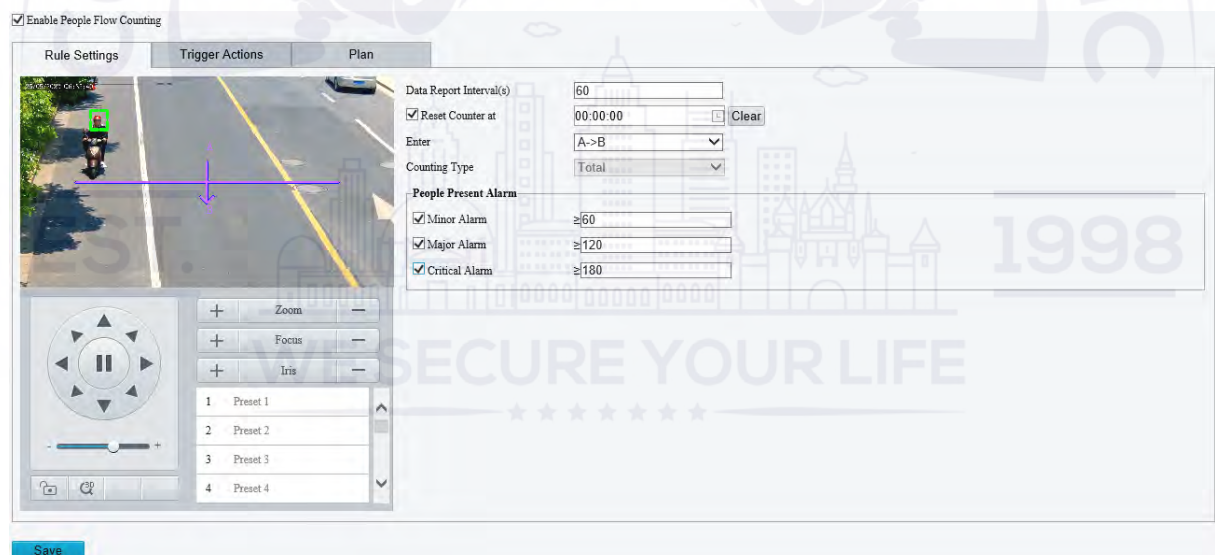 Enable People Flow Counting
Rule Settings
Trigger Actions
Plan
Data Report Interval(s) 60
Reset Counter at 00:00:00 Clear
Enter A->B
Counting Type Total
People Present Alarm
Minor Alarm ≥60
Major Alarm ≥120
Critical Alarm ≥180
+ Zoom −
+ Focus −
+ Iris −
1 Preset 1
2 Preset 2
3 Preset 3
4 Preset 4
- +
3D
Save
EST. 1998
WE SECURE YOUR LIFE